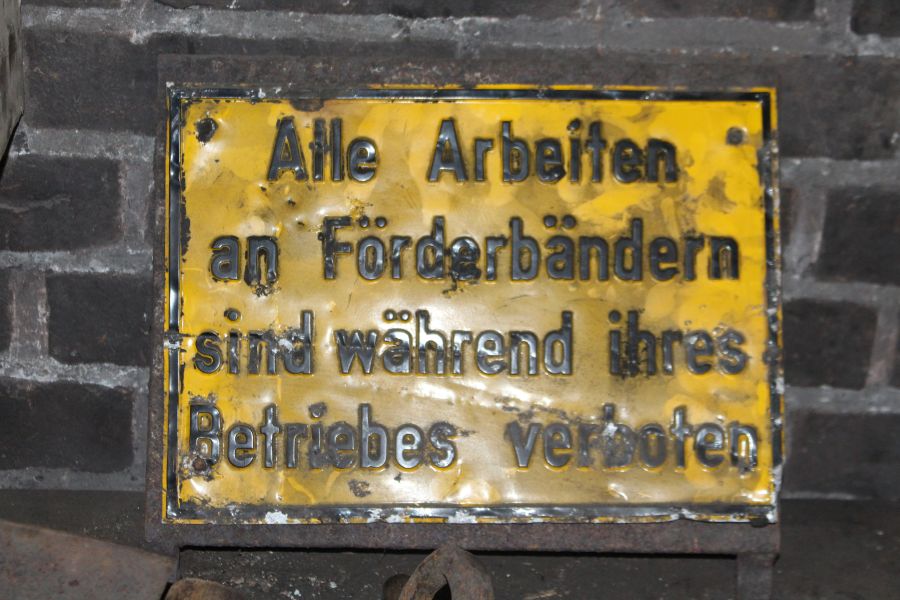 Alle Arbeiten
an Förderbändern
sind während ihres
Betriebes verboten